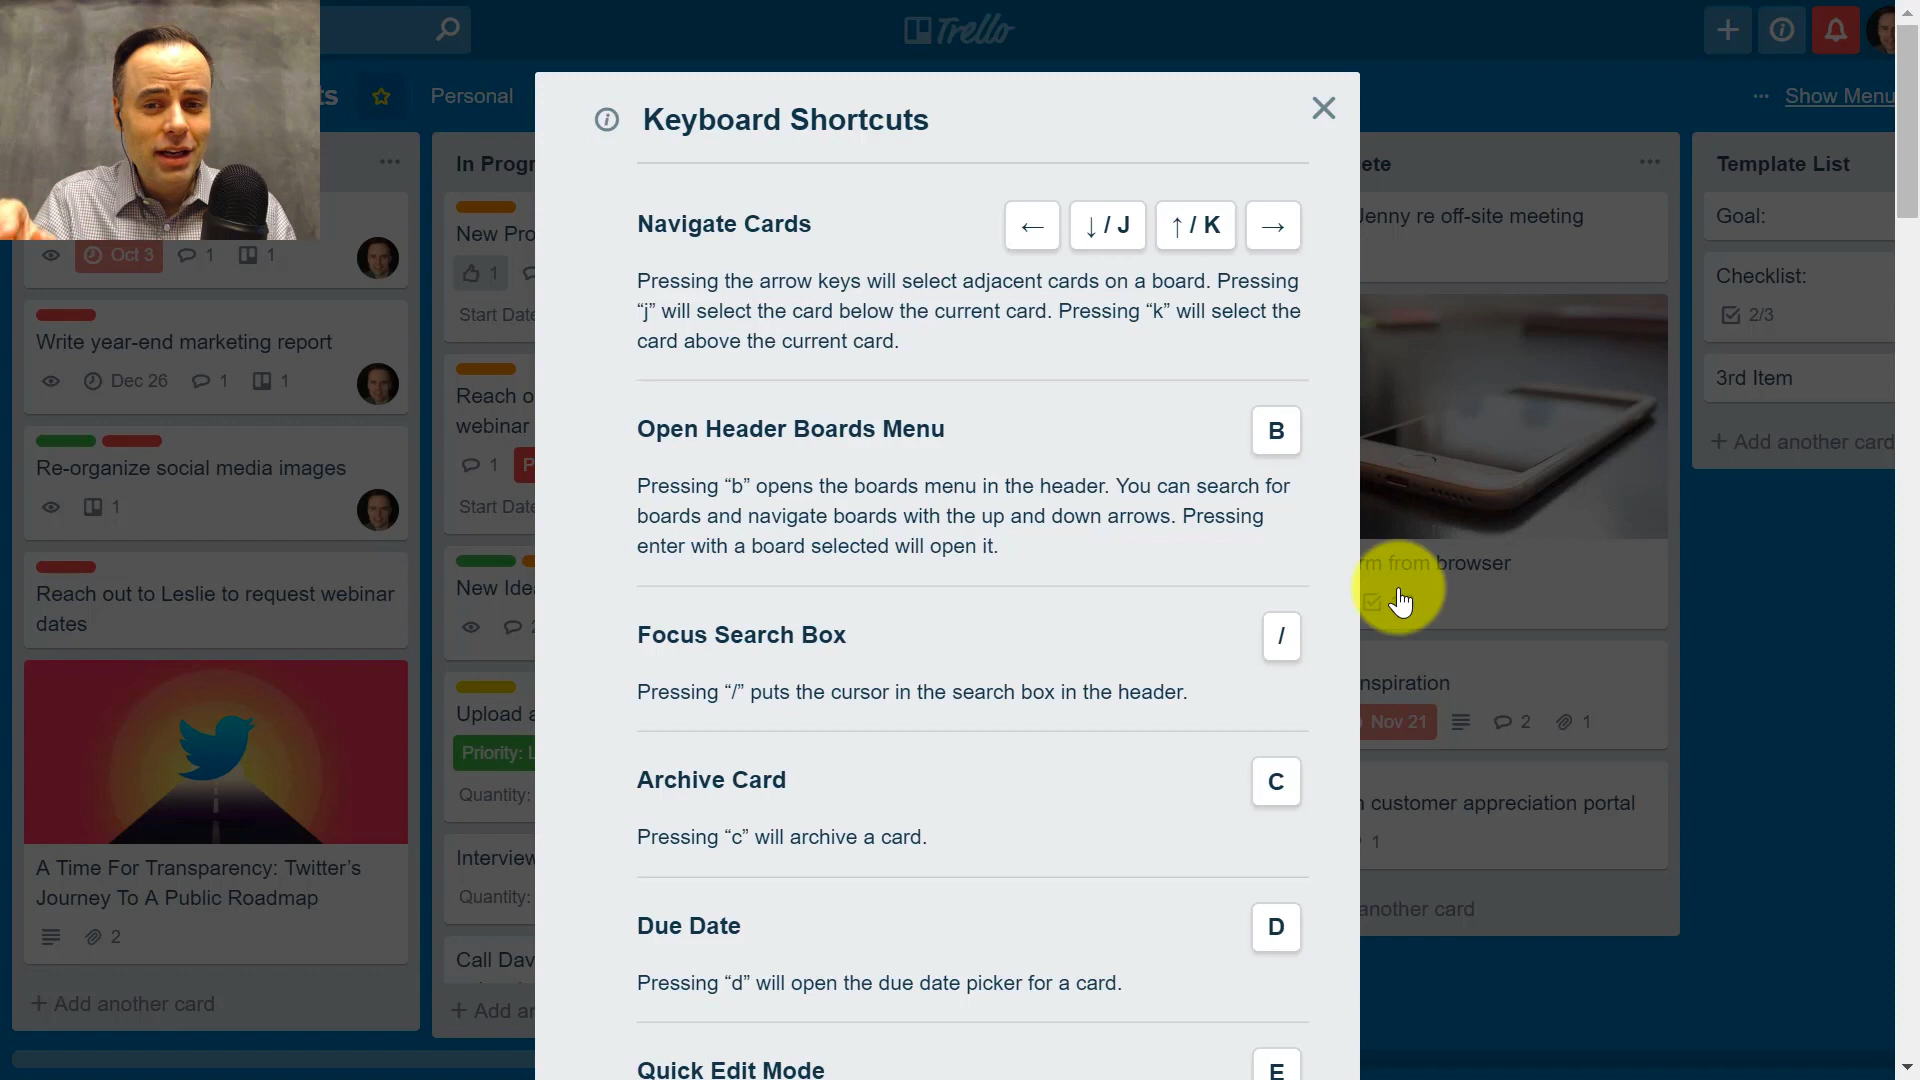 Trello
ts
Personal
... Show Menu
Keyboard Shortcuts
Navigate Cards
← ↓ / J ↑ / K →
Pressing the arrow keys will select adjacent cards on a board. Pressing
“j” will select the card below the current card. Pressing “k” will select the
card above the current card.
Open Header Boards Menu
B
Pressing “b” opens the boards menu in the header. You can search for
boards and navigate boards with the up and down arrows. Pressing
enter with a board selected will open it.
Focus Search Box
/
Pressing “/” puts the cursor in the search box in the header.
Archive Card
C
Pressing “c” will archive a card.
Due Date
D
Pressing “d” will open the due date picker for a card.
Quick Edit Mode
E
Oct 3 1 1
Write year-end marketing report
Dec 26 1 1
Re-organize social media images
1
Reach out to Leslie to request webinar
dates
A Time For Transparency: Twitter’s
Journey To A Public Roadmap
2
+ Add another card
In Progr
New Pro
1
Start Date
Reach o
webinar
1 P
Start Date
New Ide
2
Upload a
Priority: L
Quantity:
Interview
Quantity:
Call Dav
+ Add an
ete
Jenny re off-site meeting
rm from browser
nspiration
Nov 21 2 1
n customer appreciation portal
1
another card
Template List
Goal:
Checklist:
2/3
3rd Item
+ Add another card